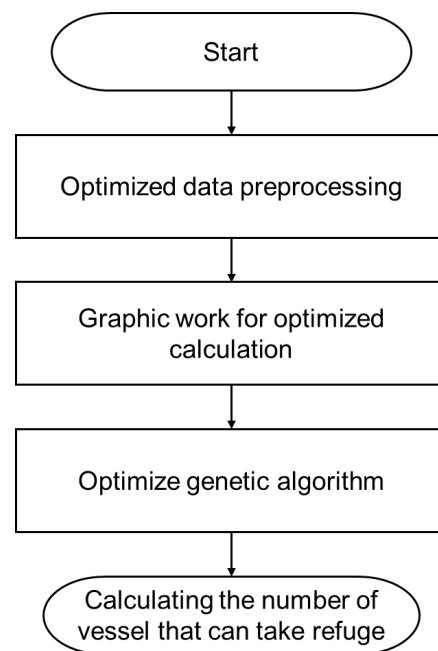 Start
Optimized data preprocessing
Graphic work for optimized
calculation
Optimize genetic algorithm
Calculating the number of
vessel that can take refuge